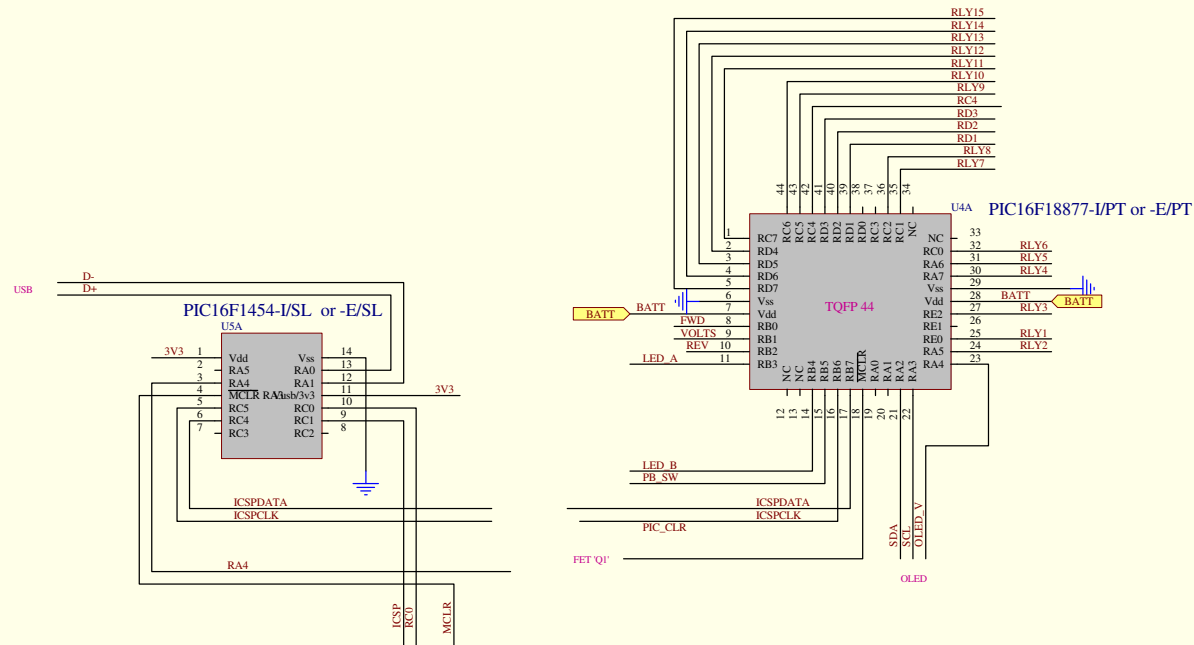 RLY15
RLY14
RLY13
RLY12
RLY11
RLY10
RLY9
RC4
RD3
RD2
RD1
RLY8
RLY7
44 43 42 41 40 39 38 37 36 35 34
U4A PIC16F18877-I/PT or -E/PT
RC6 RC5 RC4 RD3 RD2 RD1 RD0 RC3 RC2 RC1 NC
1 RC7 NC 33
2 RD4 RC0 32 RLY6
3 RD5 RA6 31 RLY5
4 RD6 RA7 30 RLY4
5 RD7 Vss 29
6 Vss Vdd 28 BATT BATT
BATT BATT 7 Vdd RE2 27 RLY3
TQFP 44
FWD 8 RB0 RE1 26
VOLTS 9 RB1 RE0 25 RLY1
REV 10 RB2 RA5 24 RLY2
LED_A 11 RB3 RA4 23
NC NC RB4 RB5 RB6 RB7 MCLR RA0 RA1 RA2 RA3
12 13 14 15 16 17 18 19 20 21 22
LED_B
PB_SW
ICSPDATA
ICSPCLK
PIC_CLR
FET 'Q1'
SDA
SCL
OLED_V
OLED
USB
D-
D+
PIC16F1454-I/SL or -E/SL
U5A
3V3 1 Vdd Vss 14
2 RA5 RA0 13
3 RA4 RA1 12
4 MCLR RA3 Vusb/3v3 11 3V3
5 RC5 RC0 10
6 RC4 RC1 9
7 RC3 RC2 8
ICSPDATA
ICSPCLK
RA4
ICSP
RC0
MCLR